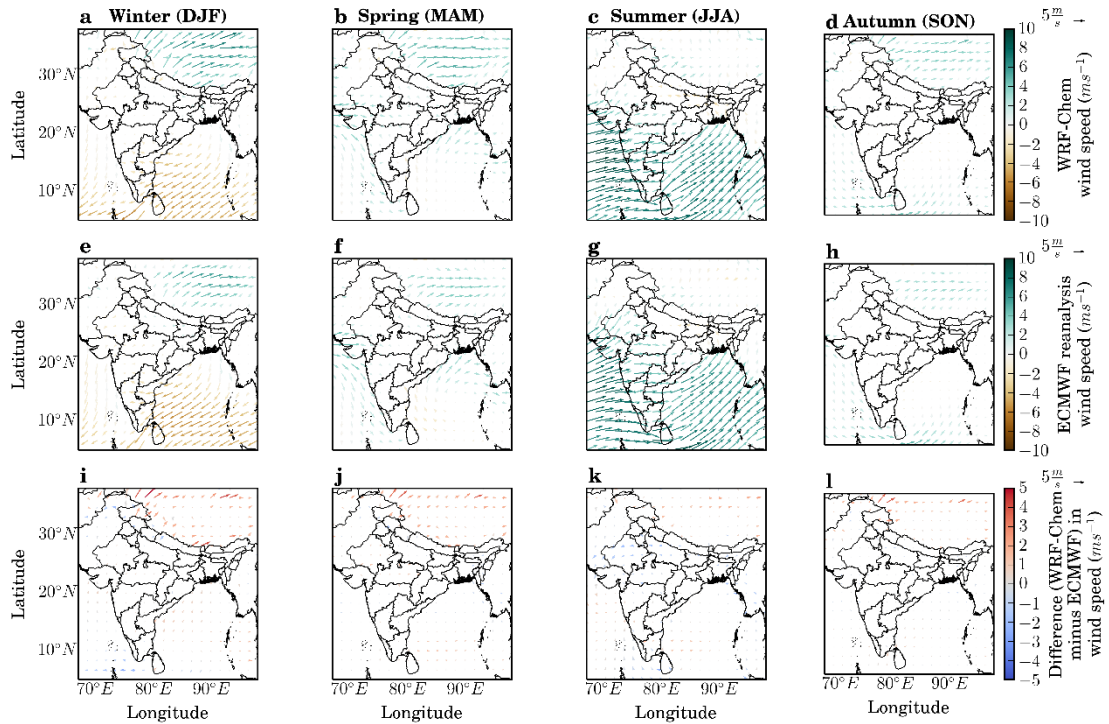 a Winter (DJF)
b Spring (MAM)
c Summer (JJA)
d Autumn (SON)
5 m/s →
30°N
20°N
10°N
Latitude
10
8
6
4
2
0
−2
−4
−6
−8
−10
WRF-Chem
wind speed (ms⁻¹)
e
f
g
h
5 m/s →
30°N
20°N
10°N
Latitude
10
8
6
4
2
0
−2
−4
−6
−8
−10
ECMWF reanalysis
wind speed (ms⁻¹)
i
j
k
l
5 m/s →
30°N
20°N
10°N
Latitude
5
4
3
2
1
0
−1
−2
−3
−4
−5
Difference (WRF-Chem
minus ECMWF) in
wind speed (ms⁻¹)
70°E 80°E 90°E
70°E 80°E 90°E
70°E 80°E 90°E
70°E 80°E 90°E
Longitude
Longitude
Longitude
Longitude